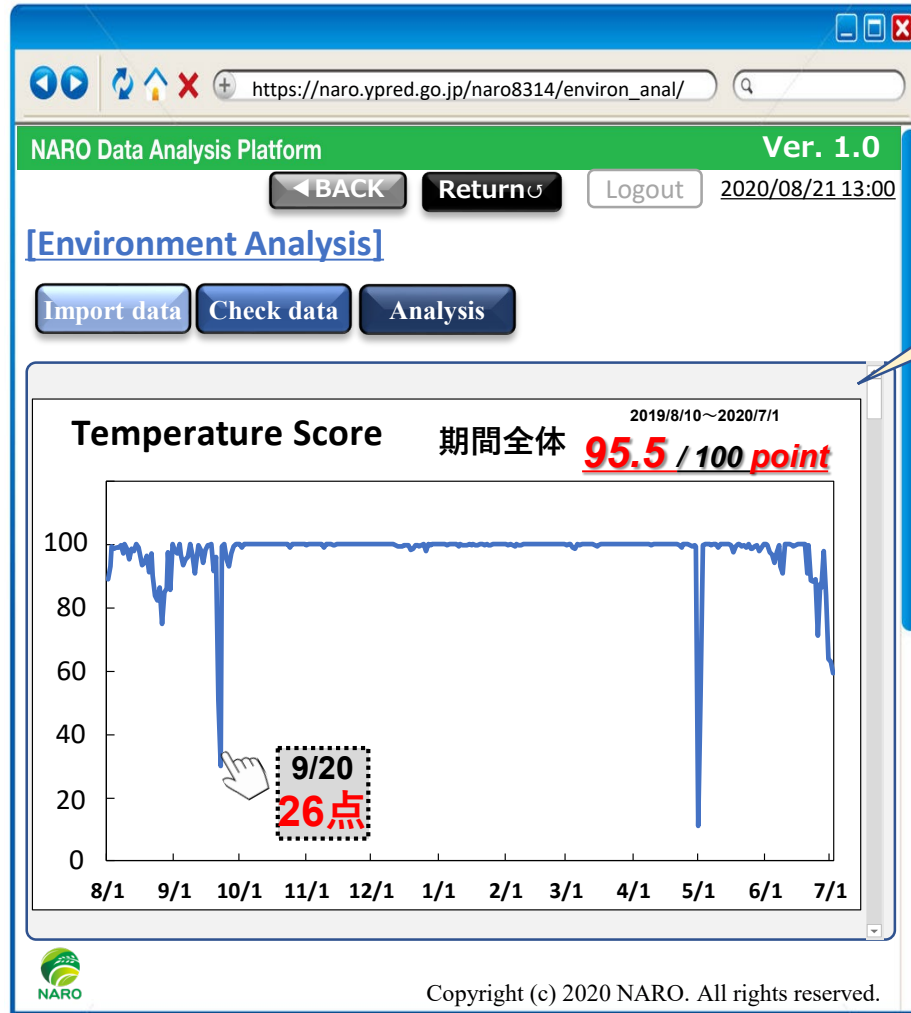 https://naro.ypred.go.jp/naro8314/environ_anal/
NARO Data Analysis Platform
Ver. 1.0
◀BACK
Return↺
Logout
2020/08/21 13:00
[Environment Analysis]
Import data
Check data
Analysis
Temperature Score
期間全体
2019/8/10～2020/7/1
95.5 / 100 point
100
80
60
40
20
0
9/20
26点
8/1 9/1 10/1 11/1 12/1 1/1 2/1 3/1 4/1 5/1 6/1 7/1
NARO
Copyright (c) 2020 NARO. All rights reserved.